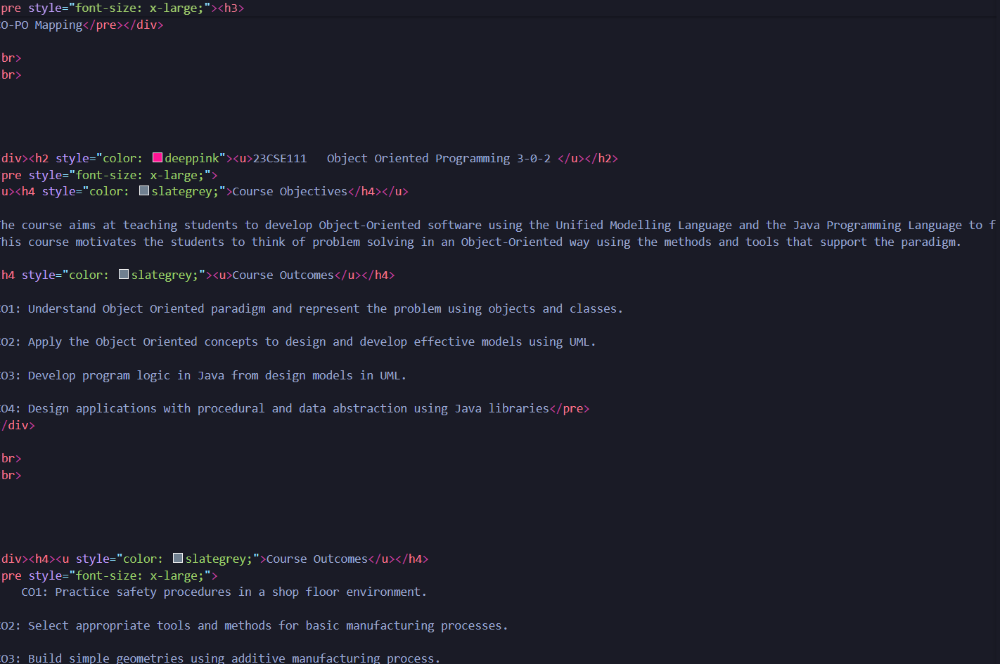 pre style="font-size: x-large;"><h3>
CO-PO Mapping</pre></div>
br>
br>
div><h2 style="color: deeppink"><u>23CSE111   Object Oriented Programming 3-0-2 </u></h2>
pre style="font-size: x-large;">
u><h4 style="color: slategrey;">Course Objectives</h4></u>
The course aims at teaching students to develop Object-Oriented software using the Unified Modelling Language and the Java Programming Language to f
This course motivates the students to think of problem solving in an Object-Oriented way using the methods and tools that support the paradigm.
h4 style="color: slategrey;"><u>Course Outcomes</u></h4>
CO1: Understand Object Oriented paradigm and represent the problem using objects and classes.
CO2: Apply the Object Oriented concepts to design and develop effective models using UML.
CO3: Develop program logic in Java from design models in UML.
CO4: Design applications with procedural and data abstraction using Java libraries</pre>
/div>
br>
br>
div><h4><u style="color: slategrey;">Course Outcomes</u></h4>
pre style="font-size: x-large;">
CO1: Practice safety procedures in a shop floor environment.
CO2: Select appropriate tools and methods for basic manufacturing processes.
CO3: Build simple geometries using additive manufacturing process.